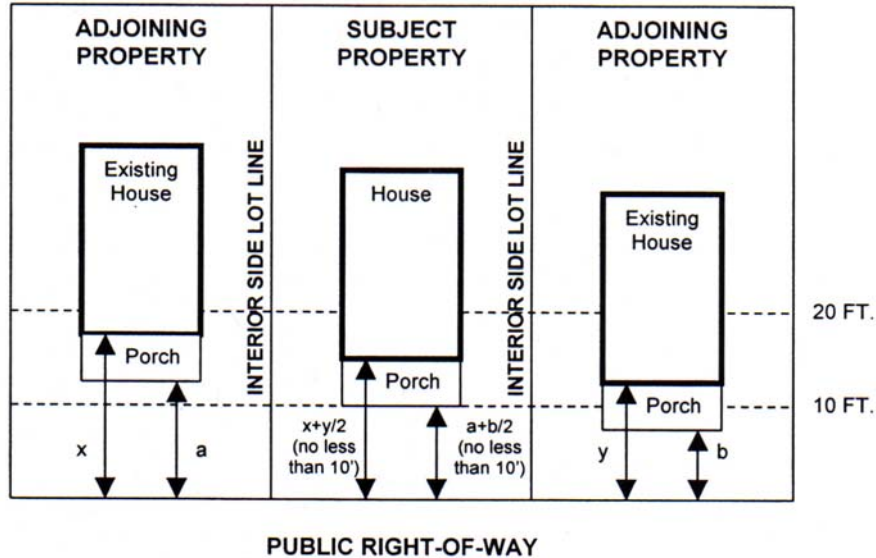 ADJOINING
PROPERTY
SUBJECT
PROPERTY
ADJOINING
PROPERTY
Existing
House
INTERIOR SIDE LOT LINE
House
INTERIOR SIDE LOT LINE
Existing
House
20 FT.
Porch
Porch
Porch
10 FT.
x
a
x+y/2
(no less
than 10')
a+b/2
(no less
than 10')
y
b
PUBLIC RIGHT-OF-WAY